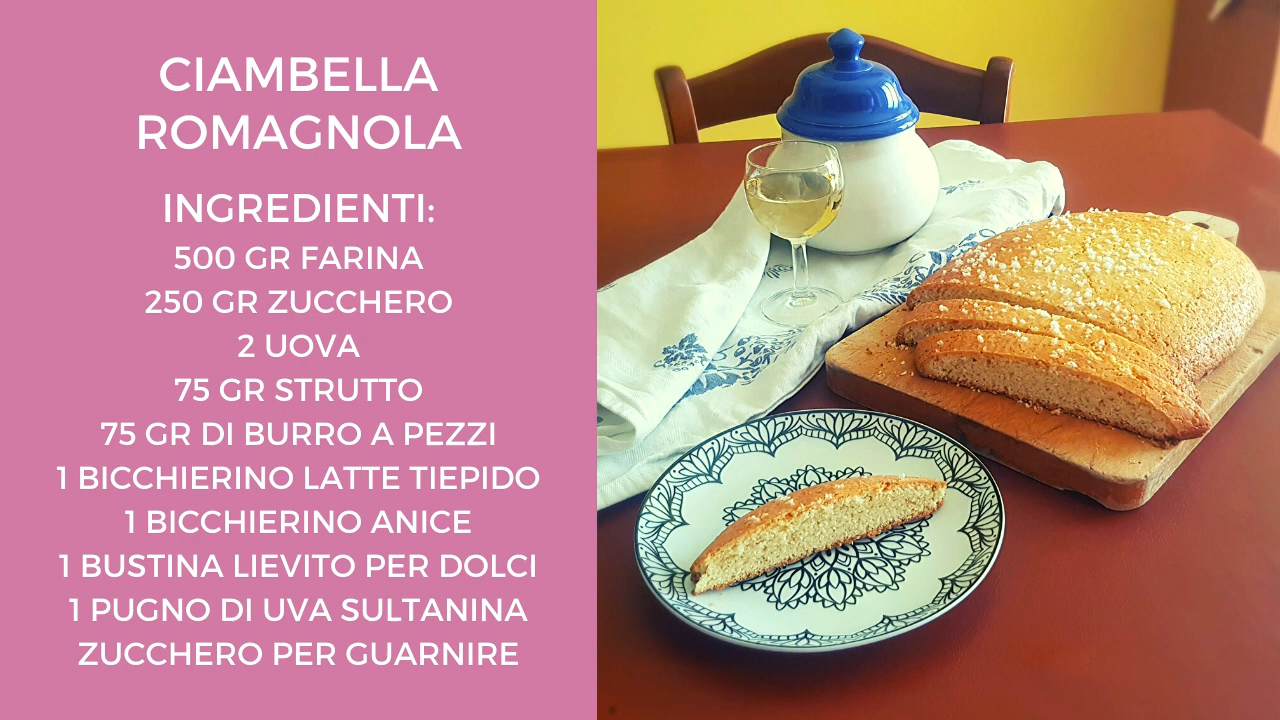 CIAMBELLA
ROMAGNOLA
INGREDIENTI:
500 GR FARINA
250 GR ZUCCHERO
2 UOVA
75 GR STRUTTO
75 GR DI BURRO A PEZZI
1 BICCHIERINO LATTE TIEPIDO
1 BICCHIERINO ANICE
1 BUSTINA LIEVITO PER DOLCI
1 PUGNO DI UVA SULTANINA
ZUCCHERO PER GUARNIRE